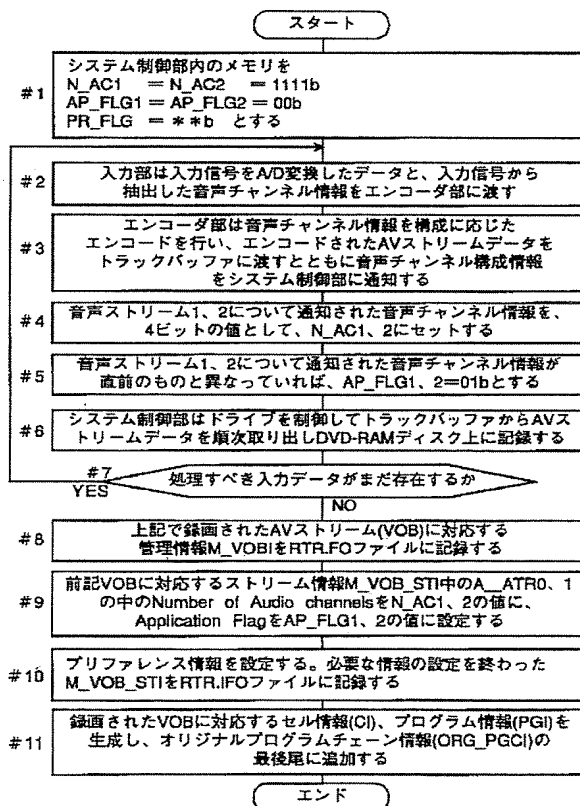 スタート
#1
システム制御部内のメモリを
N_AC1 =N_AC2 =1111b
AP_FLG1=AP_FLG2=00b
PR_FLG =**b とする
#2
入力部は入力信号をA/D変換したデータと、入力信号から
抽出した音声チャンネル情報をエンコーダ部に渡す
#3
エンコーダ部は音声チャンネル情報を構成に応じた
エンコードを行い、エンコードされたAVストリームデータを
トラックバッファに渡すとともに音声チャンネル構成情報
をシステム制御部に通知する
#4
音声ストリーム1、2について通知された音声チャンネル情報を、
4ビットの値として、N_AC1、2にセットする
#5
音声ストリーム1、2について通知された音声チャンネル情報が
直前のものと異なっていれば、AP_FLG1、2=01bとする
#6
システム制御部はドライブを制御してトラックバッファからAVス
トリームデータを順次取り出しDVD-RAMディスク上に記録する
#7
処理すべき入力データがまだ存在するか
YES
NO
#8
上記で録画されたAVストリーム(VOB)に対応する
管理情報M_VOBIをRTR.IFOファイルに記録する
#9
前記VOBに対応するストリーム情報M_VOB_STI中のA__ATR0、1
の中のNumber of Audio channelsをN_AC1、2の値に、
Application FlagをAP_FLG1、2の値に設定する
#10
プリファレンス情報を設定する。必要な情報の設定を終わった
M_VOB_STIをRTR.IFOファイルに記録する
#11
録画されたVOBに対応するセル情報(CI)、プログラム情報(PGI)を
生成し、オリジナルプログラムチェーン情報(ORG_PGCI)の
最後尾に追加する
エンド